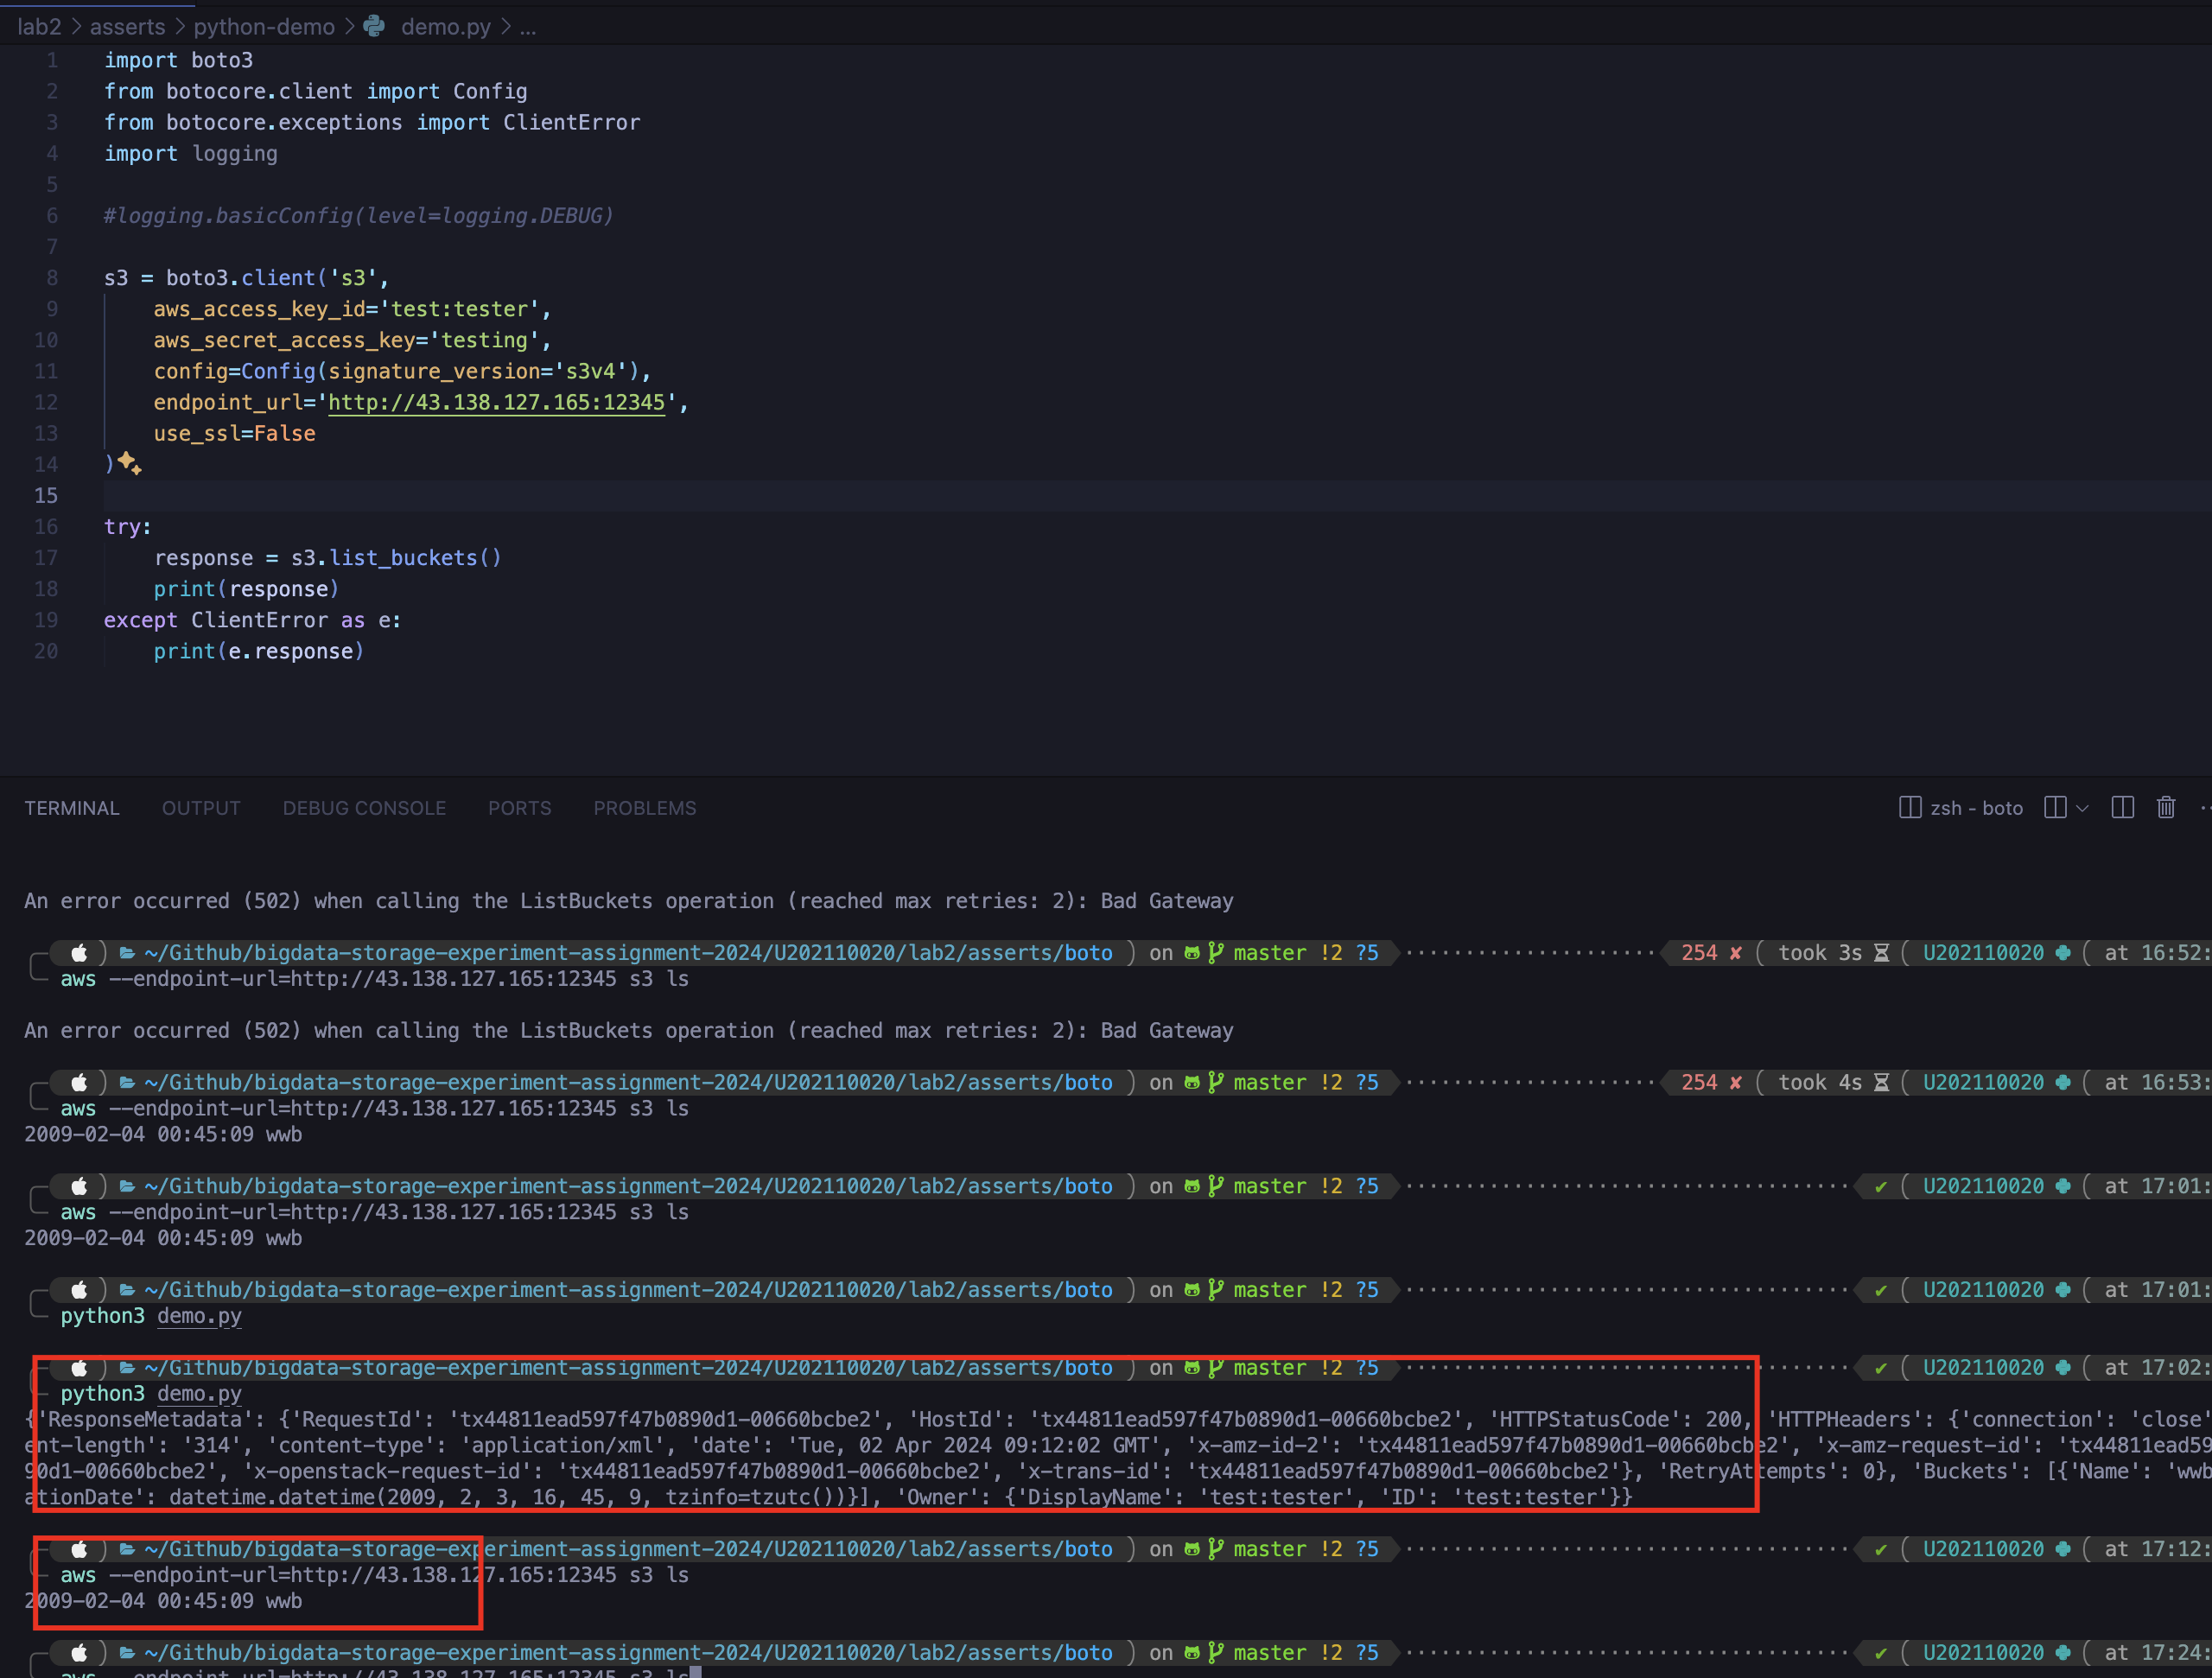 lab2 > asserts > python-demo > demo.py > ...
1 import boto3
2 from botocore.client import Config
3 from botocore.exceptions import ClientError
4 import logging
5
6 #logging.basicConfig(level=logging.DEBUG)
7
8 s3 = boto3.client('s3',
9     aws_access_key_id='test:tester',
10     aws_secret_access_key='testing',
11     config=Config(signature_version='s3v4'),
12     endpoint_url='http://43.138.127.165:12345',
13     use_ssl=False
14 )
15
16 try:
17     response = s3.list_buckets()
18     print(response)
19 except ClientError as e:
20     print(e.response)
TERMINAL OUTPUT DEBUG CONSOLE PORTS PROBLEMS zsh - boto
An error occurred (502) when calling the ListBuckets operation (reached max retries: 2): Bad Gateway
~/Github/bigdata-storage-experiment-assignment-2024/U202110020/lab2/asserts/boto ) on master !2 ?5 254 ✘ ( took 3s ( U202110020 ( at 16:52:
aws --endpoint-url=http://43.138.127.165:12345 s3 ls
An error occurred (502) when calling the ListBuckets operation (reached max retries: 2): Bad Gateway
~/Github/bigdata-storage-experiment-assignment-2024/U202110020/lab2/asserts/boto ) on master !2 ?5 254 ✘ ( took 4s ( U202110020 ( at 16:53:
aws --endpoint-url=http://43.138.127.165:12345 s3 ls
2009-02-04 00:45:09 wwb
~/Github/bigdata-storage-experiment-assignment-2024/U202110020/lab2/asserts/boto ) on master !2 ?5 ✔ ( U202110020 ( at 17:01:
aws --endpoint-url=http://43.138.127.165:12345 s3 ls
2009-02-04 00:45:09 wwb
~/Github/bigdata-storage-experiment-assignment-2024/U202110020/lab2/asserts/boto ) on master !2 ?5 ✔ ( U202110020 ( at 17:01:
python3 demo.py
~/Github/bigdata-storage-experiment-assignment-2024/U202110020/lab2/asserts/boto ) on master !2 ?5 ✔ ( U202110020 ( at 17:02:
python3 demo.py
{'ResponseMetadata': {'RequestId': 'tx44811ead597f47b0890d1-00660bcbe2', 'HostId': 'tx44811ead597f47b0890d1-00660bcbe2', 'HTTPStatusCode': 200, 'HTTPHeaders': {'connection': 'close'
ent-length': '314', 'content-type': 'application/xml', 'date': 'Tue, 02 Apr 2024 09:12:02 GMT', 'x-amz-id-2': 'tx44811ead597f47b0890d1-00660bcbe2', 'x-amz-request-id': 'tx44811ead59
90d1-00660bcbe2', 'x-openstack-request-id': 'tx44811ead597f47b0890d1-00660bcbe2', 'x-trans-id': 'tx44811ead597f47b0890d1-00660bcbe2'}, 'RetryAttempts': 0}, 'Buckets': [{'Name': 'wwb
ationDate': datetime.datetime(2009, 2, 3, 16, 45, 9, tzinfo=tzutc())}], 'Owner': {'DisplayName': 'test:tester', 'ID': 'test:tester'}}
~/Github/bigdata-storage-experiment-assignment-2024/U202110020/lab2/asserts/boto ) on master !2 ?5 ✔ ( U202110020 ( at 17:12:
aws --endpoint-url=http://43.138.127.165:12345 s3 ls
2009-02-04 00:45:09 wwb
~/Github/bigdata-storage-experiment-assignment-2024/U202110020/lab2/asserts/boto ) on master !2 ?5 ✔ ( U202110020 ( at 17:24:
aws --endpoint-url=http://43.138.127.165:12345 s3 ls